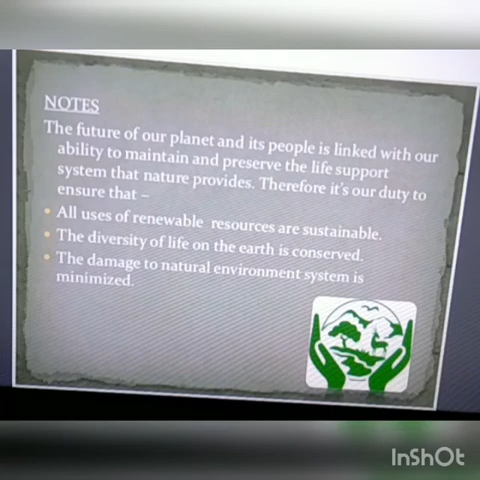 NOTES
The future of our planet and its people is linked with our
ability to maintain and preserve the life support
system that nature provides. Therefore it's our duty to
ensure that –
• All uses of renewable resources are sustainable.
• The diversity of life on the earth is conserved.
• The damage to natural environment system is
minimized.
InShOt